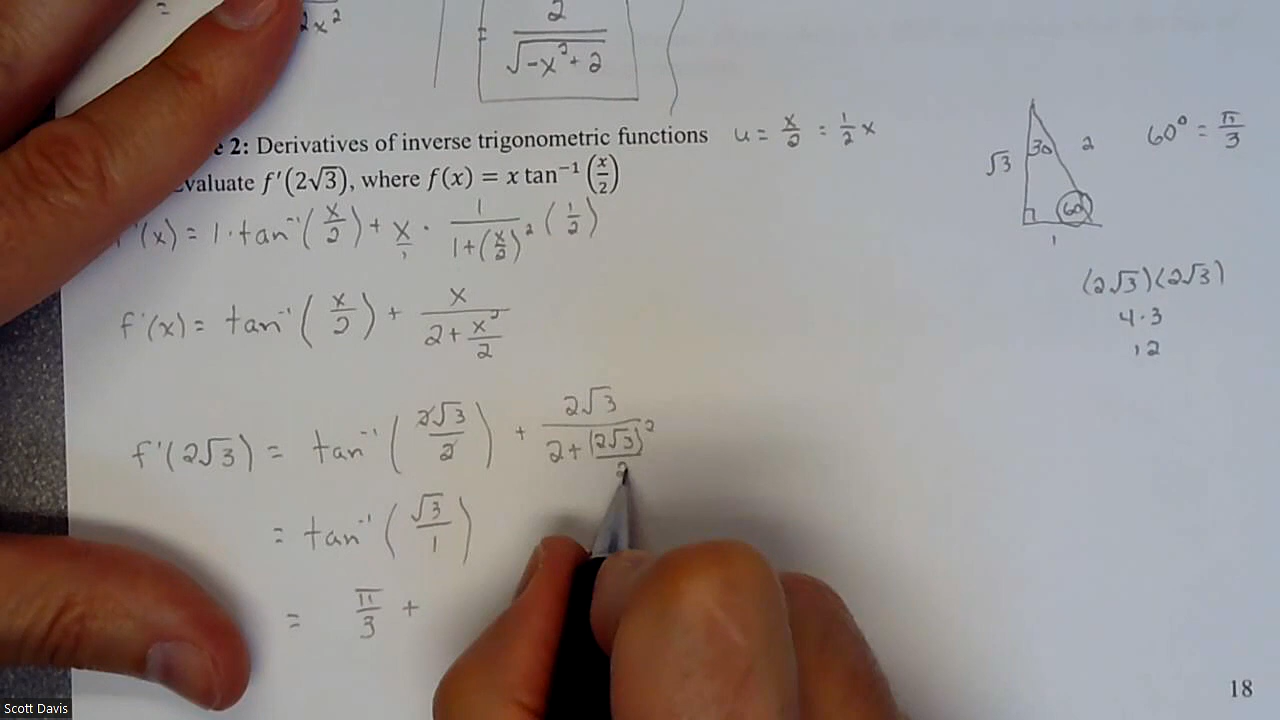 =
2x²
= 2/√(-x²+2)
e 2: Derivatives of inverse trigonometric functions
u = x/2 = 1/2 x
valuate f′(2√3), where f(x) = x tan⁻¹(x/2)
'(x) = 1·tan⁻¹(x/2) + x/1 · 1/(1+(x/2)²) (1/2)
f'(x) = tan⁻¹(x/2) + x/(2+x²/2)
f'(2√3) = tan⁻¹(2√3/2) + 2√3/(2+(2√3)²/2)
= tan⁻¹(√3/1)
= π/3 +
√3
30
2
60
1
60° = π/3
(2√3)(2√3)
4·3
12
18
Scott Davis